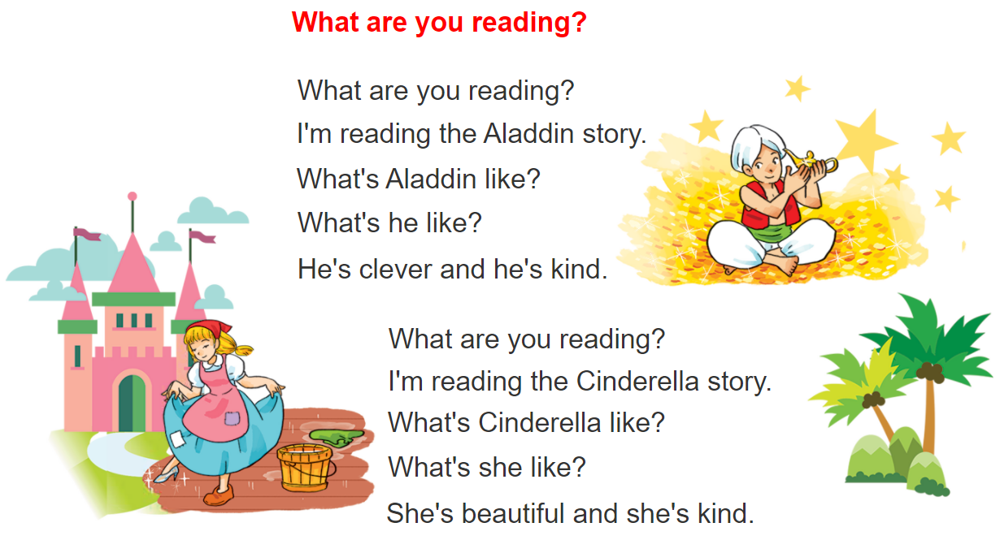 What are you reading?
What are you reading?
I'm reading the Aladdin story.
What's Aladdin like?
What's he like?
He's clever and he's kind.
What are you reading?
I'm reading the Cinderella story.
What's Cinderella like?
What's she like?
She's beautiful and she's kind.